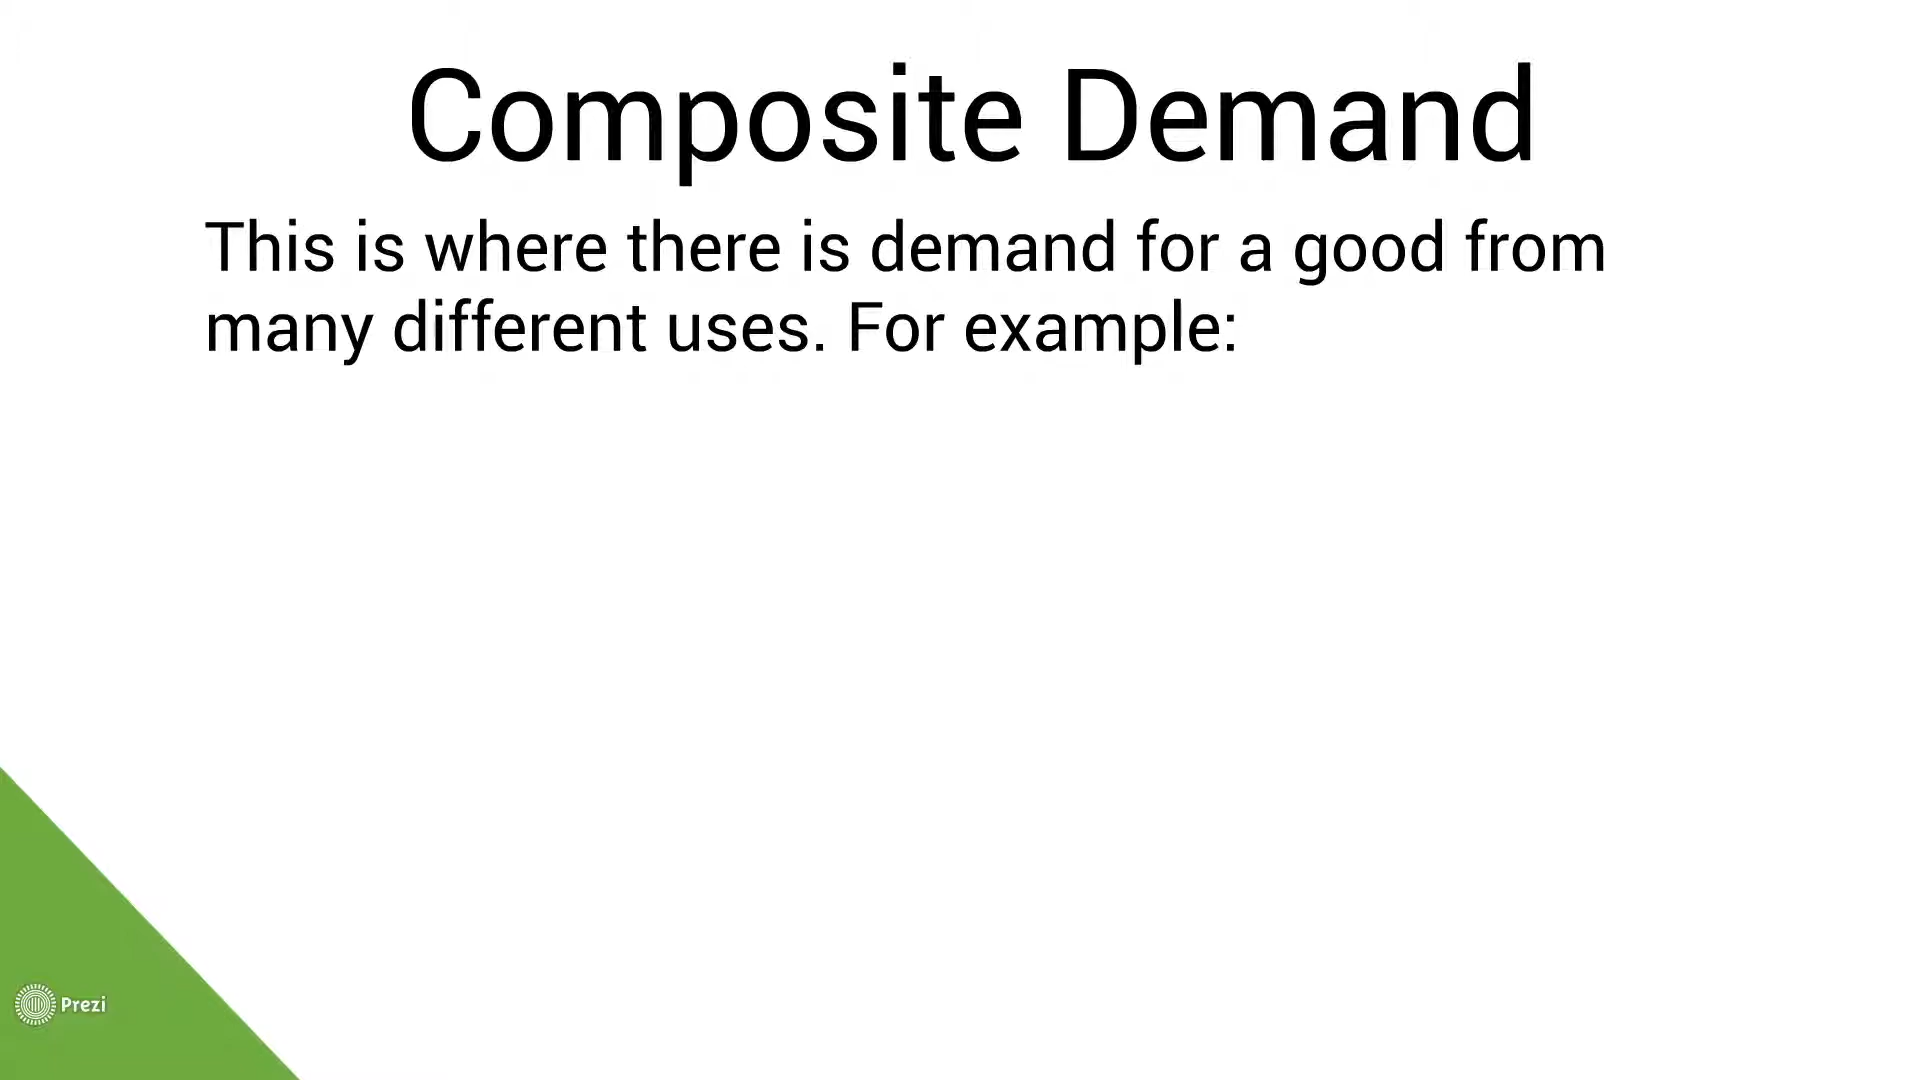 Composite Demand
This is where there is demand for a good from
many different uses. For example:
Prezi